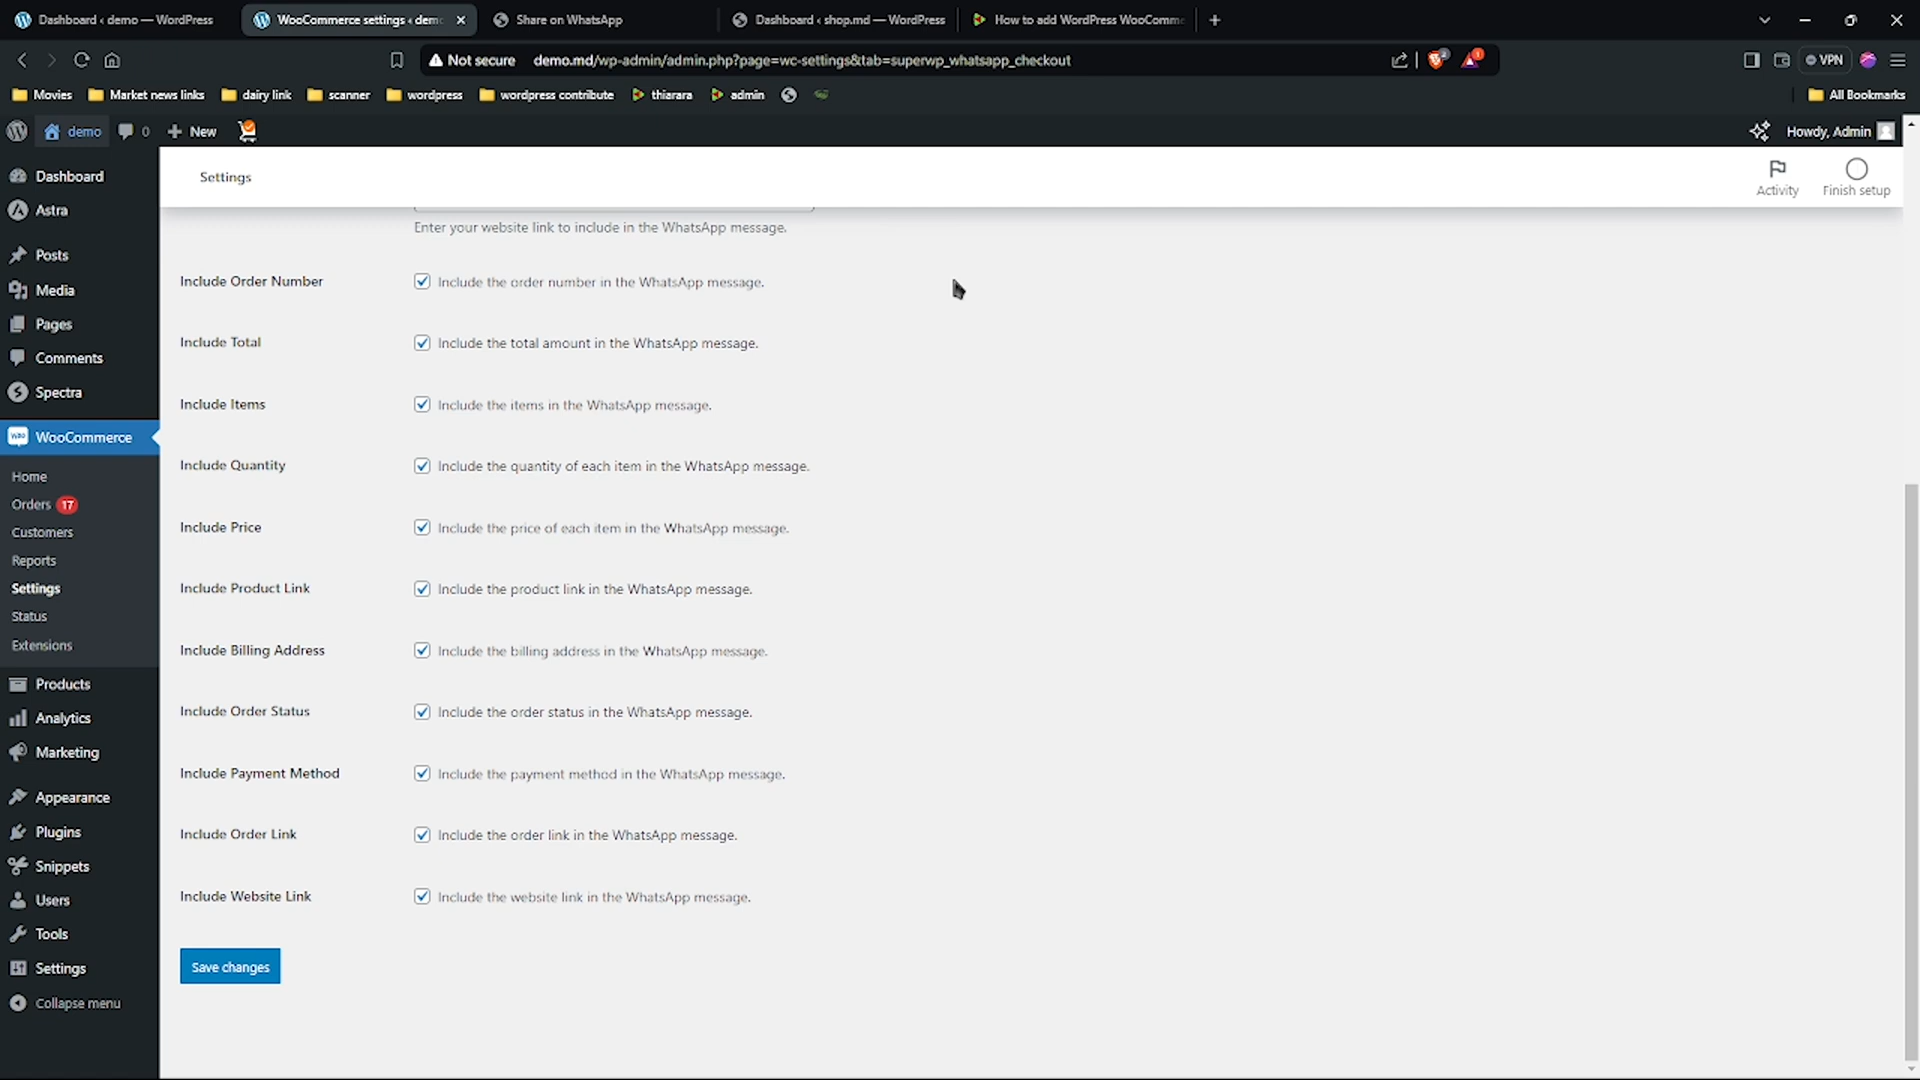 Dashboard ‹ demo — WordPress
WooCommerce settings ‹ dem
Share on WhatsApp
Dashboard ‹ shop.md — WordPress
How to add WordPress WooComm
Not secure
demo.md/wp-admin/admin.php?page=wc-settings&tab=superwp_whatsapp_checkout
VPN
Movies
Market news links
dairy link
scanner
wordpress
wordpress contribute
thiarara
admin
All Bookmarks
demo
0
New
Howdy, Admin
Dashboard
Astra
Posts
Media
Pages
Comments
Spectra
WooCommerce
Home
Orders 17
Customers
Reports
Settings
Status
Extensions
Products
Analytics
Marketing
Appearance
Plugins
Snippets
Users
Tools
Settings
Collapse menu
Settings
Activity
Finish setup
Enter your website link to include in the WhatsApp message.
Include Order Number
Include the order number in the WhatsApp message.
Include Total
Include the total amount in the WhatsApp message.
Include Items
Include the items in the WhatsApp message.
Include Quantity
Include the quantity of each item in the WhatsApp message.
Include Price
Include the price of each item in the WhatsApp message.
Include Product Link
Include the product link in the WhatsApp message.
Include Billing Address
Include the billing address in the WhatsApp message.
Include Order Status
Include the order status in the WhatsApp message.
Include Payment Method
Include the payment method in the WhatsApp message.
Include Order Link
Include the order link in the WhatsApp message.
Include Website Link
Include the website link in the WhatsApp message.
Save changes